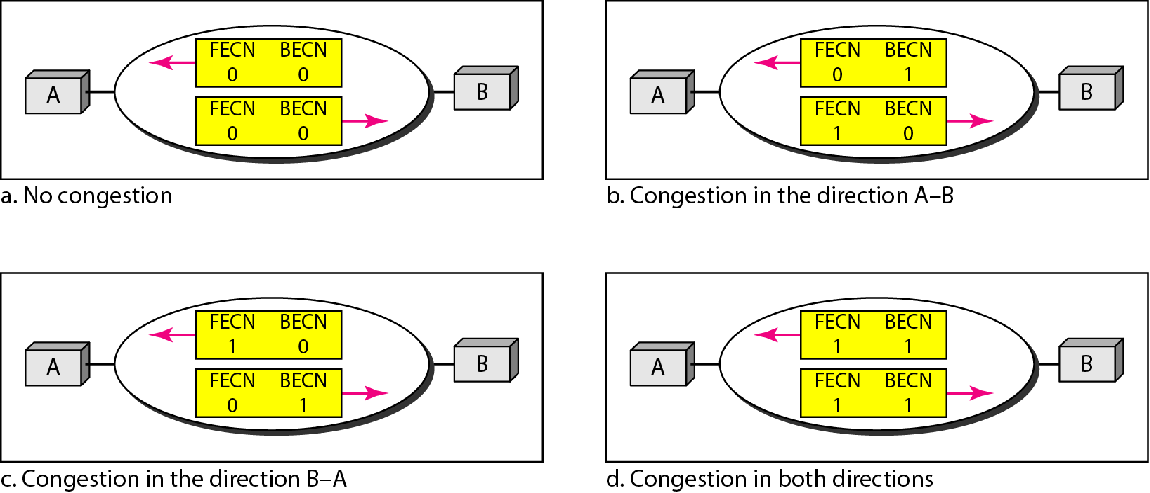 FECN BECN
0 0
A
B
FECN BECN
0 0
a. No congestion
FECN BECN
0 1
A
B
FECN BECN
1 0
b. Congestion in the direction A–B
FECN BECN
1 0
A
B
FECN BECN
0 1
c. Congestion in the direction B–A
FECN BECN
1 1
A
B
FECN BECN
1 1
d. Congestion in both directions